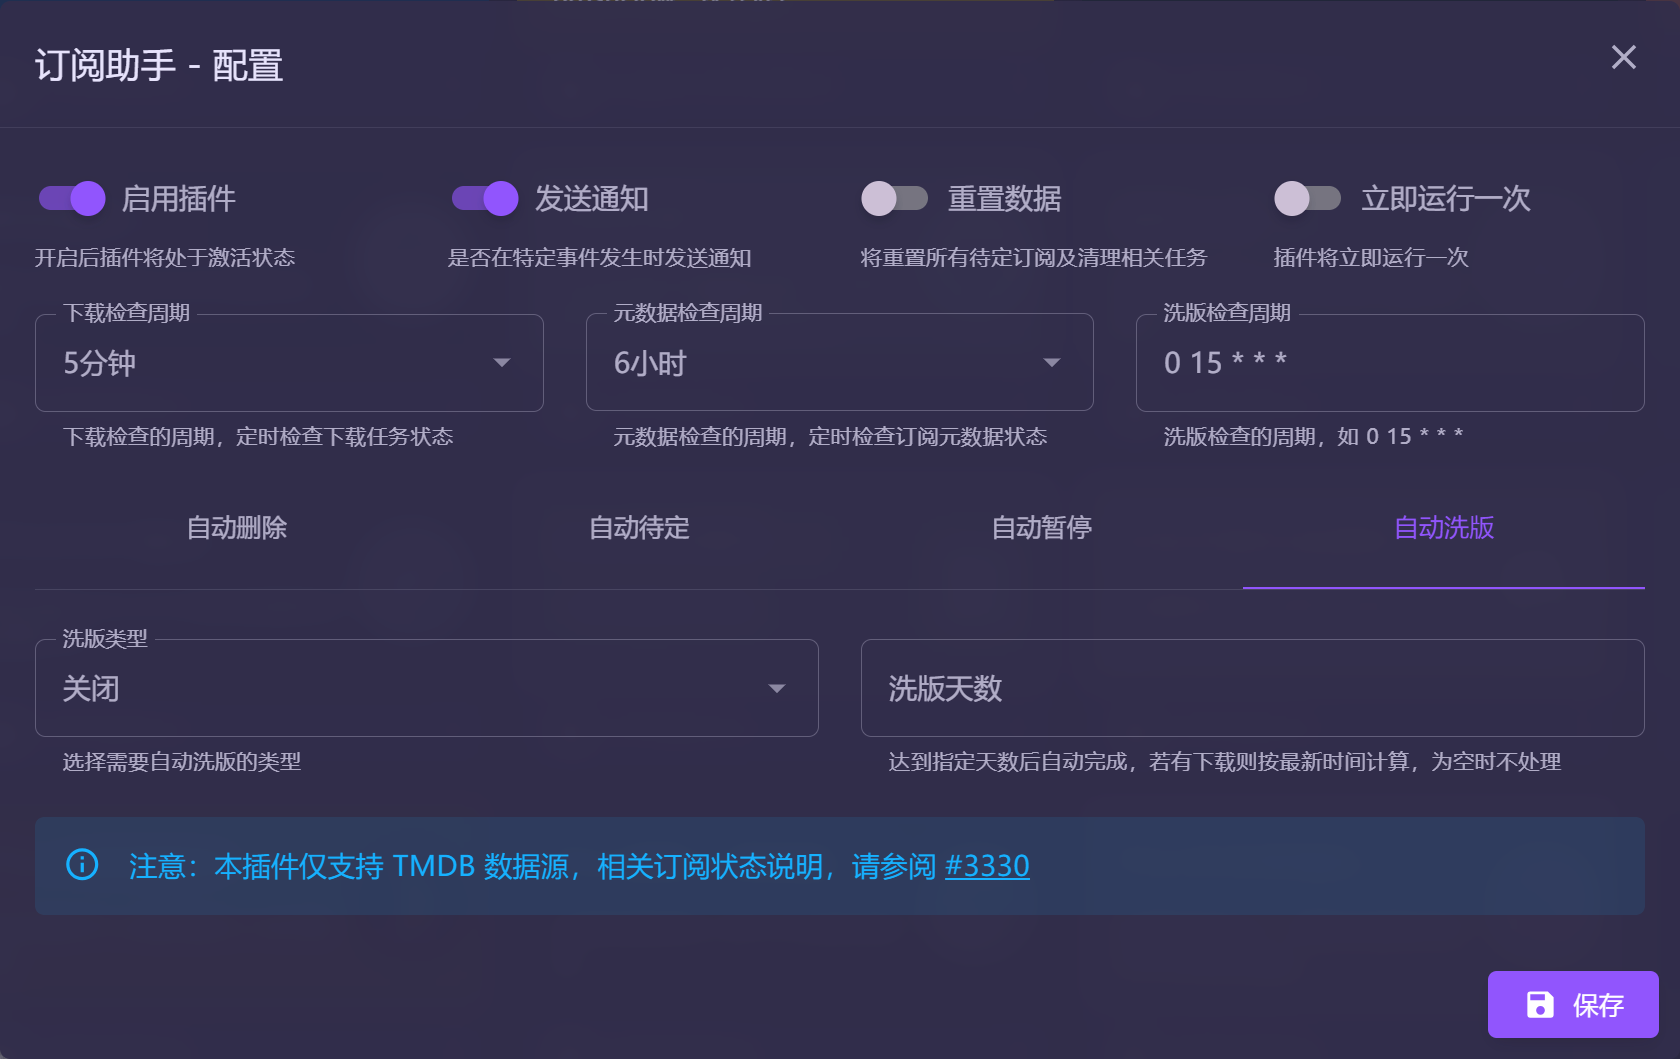 订阅助手 - 配置
启用插件
发送通知
重置数据
立即运行一次
开启后插件将处于激活状态
是否在特定事件发生时发送通知
将重置所有待定订阅及清理相关任务
插件将立即运行一次
下载检查周期
元数据检查周期
洗版检查周期
5分钟
6小时
0 15 * * *
下载检查的周期，定时检查下载任务状态
元数据检查的周期，定时检查订阅元数据状态
洗版检查的周期，如 0 15 * * *
自动删除
自动待定
自动暂停
自动洗版
洗版类型
关闭
洗版天数
选择需要自动洗版的类型
达到指定天数后自动完成，若有下载则按最新时间计算，为空时不处理
注意：本插件仅支持 TMDB 数据源，相关订阅状态说明，请参阅 #3330
保存